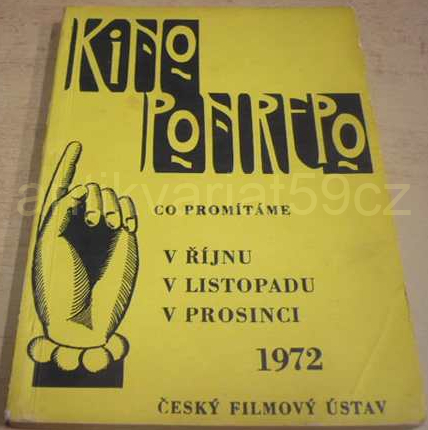 KINO
PONREPO
CO PROMÍTÁME
V ŘÍJNU
V LISTOPADU
V PROSINCI
1972
ČESKÝ FILMOVÝ ÚSTAV
antikvariat59cz